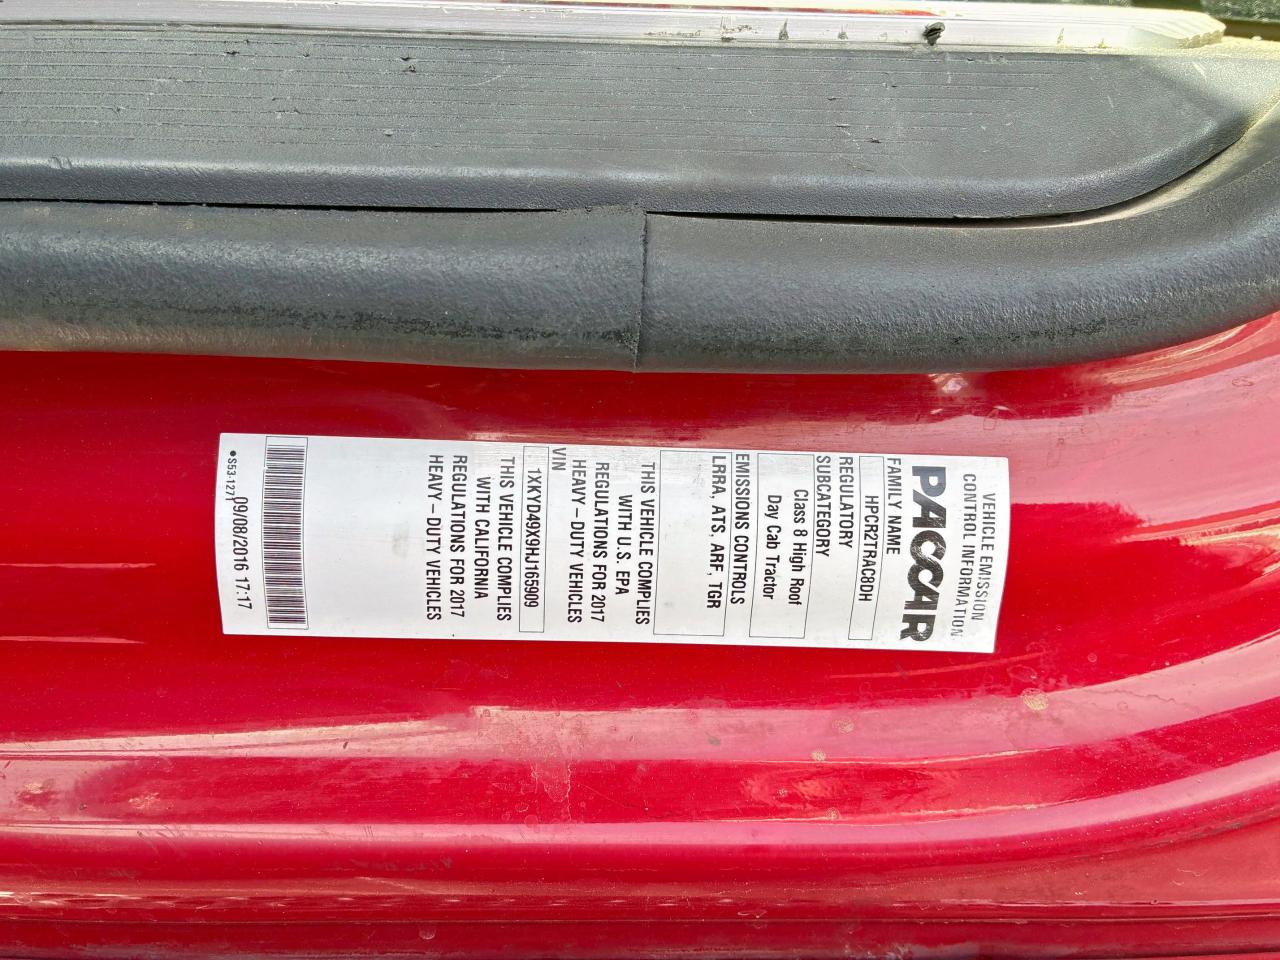 VEHICLE EMISSION
CONTROL INFORMATION
PACCAR
FAMILY NAME
HPCR2TRAC8DH
REGULATORY
SUBCATEGORY
Class 8 High Roof
Day Cab Tractor
EMISSIONS CONTROLS
LRRA, ATS, ARF, TGR
THIS VEHICLE COMPLIES
WITH U.S. EPA
REGULATIONS FOR 2017
HEAVY-DUTY VEHICLES
VIN
1XKYD49X9HJ165909
THIS VEHICLE COMPLIES
WITH CALIFORNIA
REGULATIONS FOR 2017
HEAVY-DUTY VEHICLES
09/08/2016 17:17
•S53-1271